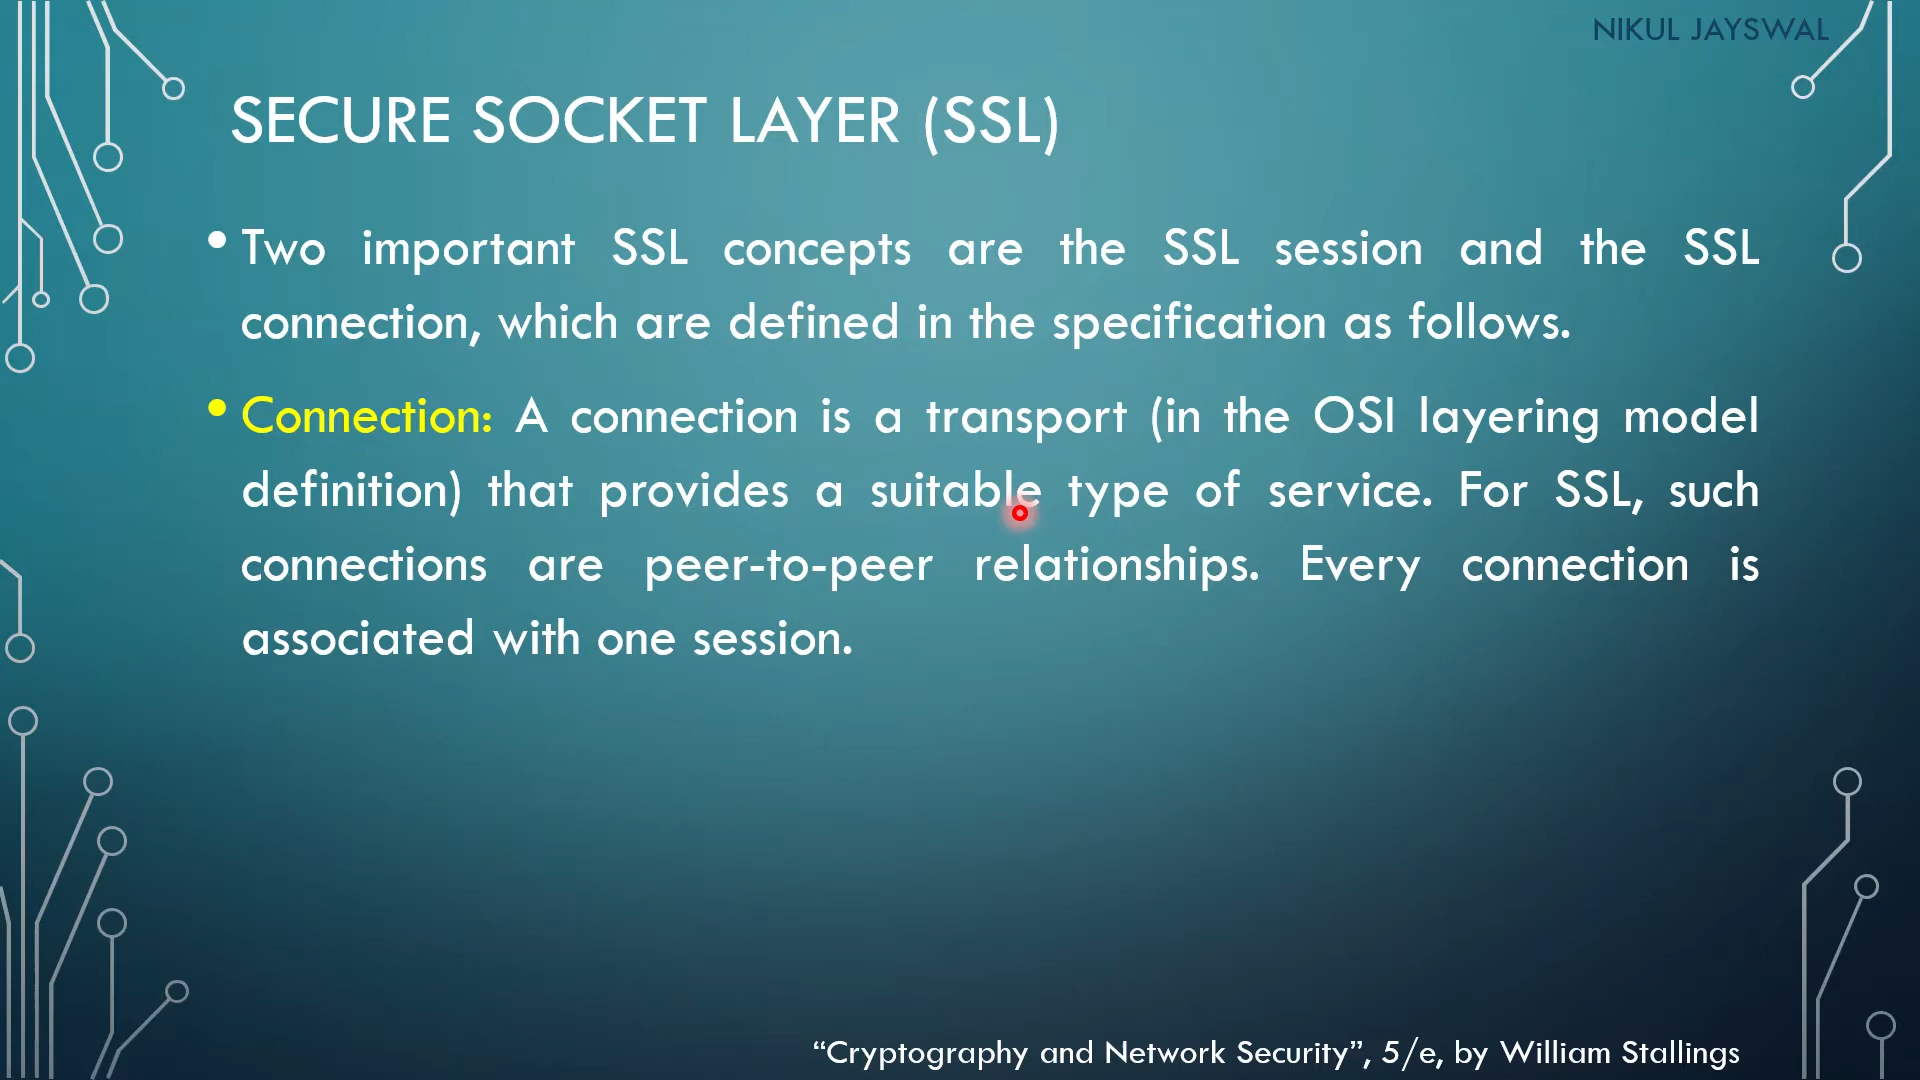 NIKUL JAYSWAL
SECURE SOCKET LAYER (SSL)
• Two important SSL concepts are the SSL session and the SSL
connection, which are defined in the specification as follows.
• Connection: A connection is a transport (in the OSI layering model
definition) that provides a suitable type of service. For SSL, such
connections are peer-to-peer relationships. Every connection is
associated with one session.
“Cryptography and Network Security”, 5/e, by William Stallings